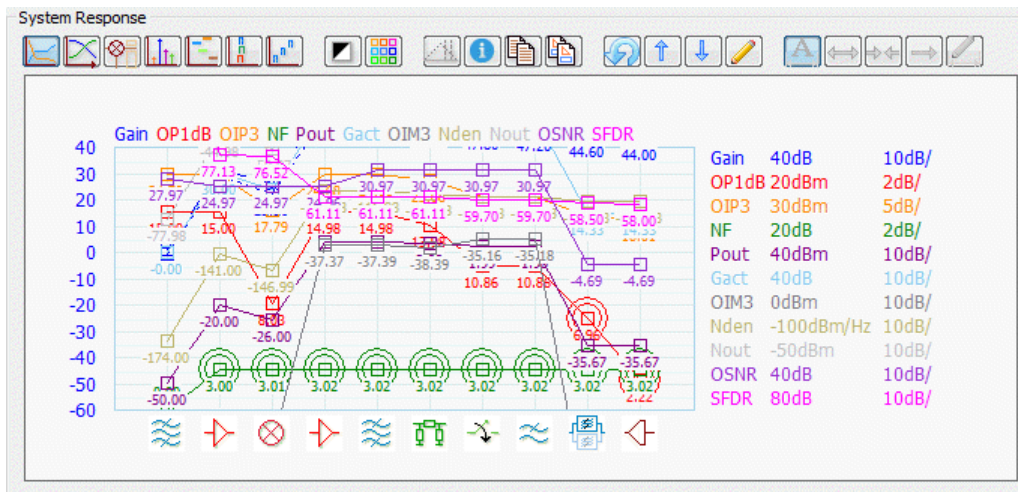 System Response
A
Gain OP1dB OIP3 NF Pout Gact OIM3 Nden Nout OSNR SFDR
40
30
20
10
0
-10
-20
-30
-40
-50
-60
44.60 44.00
77.13 76.52
27.97 24.97 24.97 30.97 30.97 30.97 30.97
15.00 17.79 14.98 14.98
61.11 61.11 61.11 -59.70 -59.70 -58.50 -58.00
-77.98
14.33 14.33
-0.00
-141.00 -146.99 -37.37 -37.39 -38.39 -35.16 -35.18
10.86
-4.69 -4.69
-174.00 -20.00 -26.00 6.96
-35.67 -35.67
-50.00 3.00 3.01 3.02 3.02 3.02 3.02 3.02 3.02 3.02
2.22
Gain 40dB 10dB/
OP1dB 20dBm 2dB/
OIP3 30dBm 5dB/
NF 20dB 2dB/
Pout 40dBm 10dB/
Gact 40dB 10dB/
OIM3 0dBm 10dB/
Nden -100dBm/Hz 10dB/
Nout -50dBm 10dB/
OSNR 40dB 10dB/
SFDR 80dB 10dB/